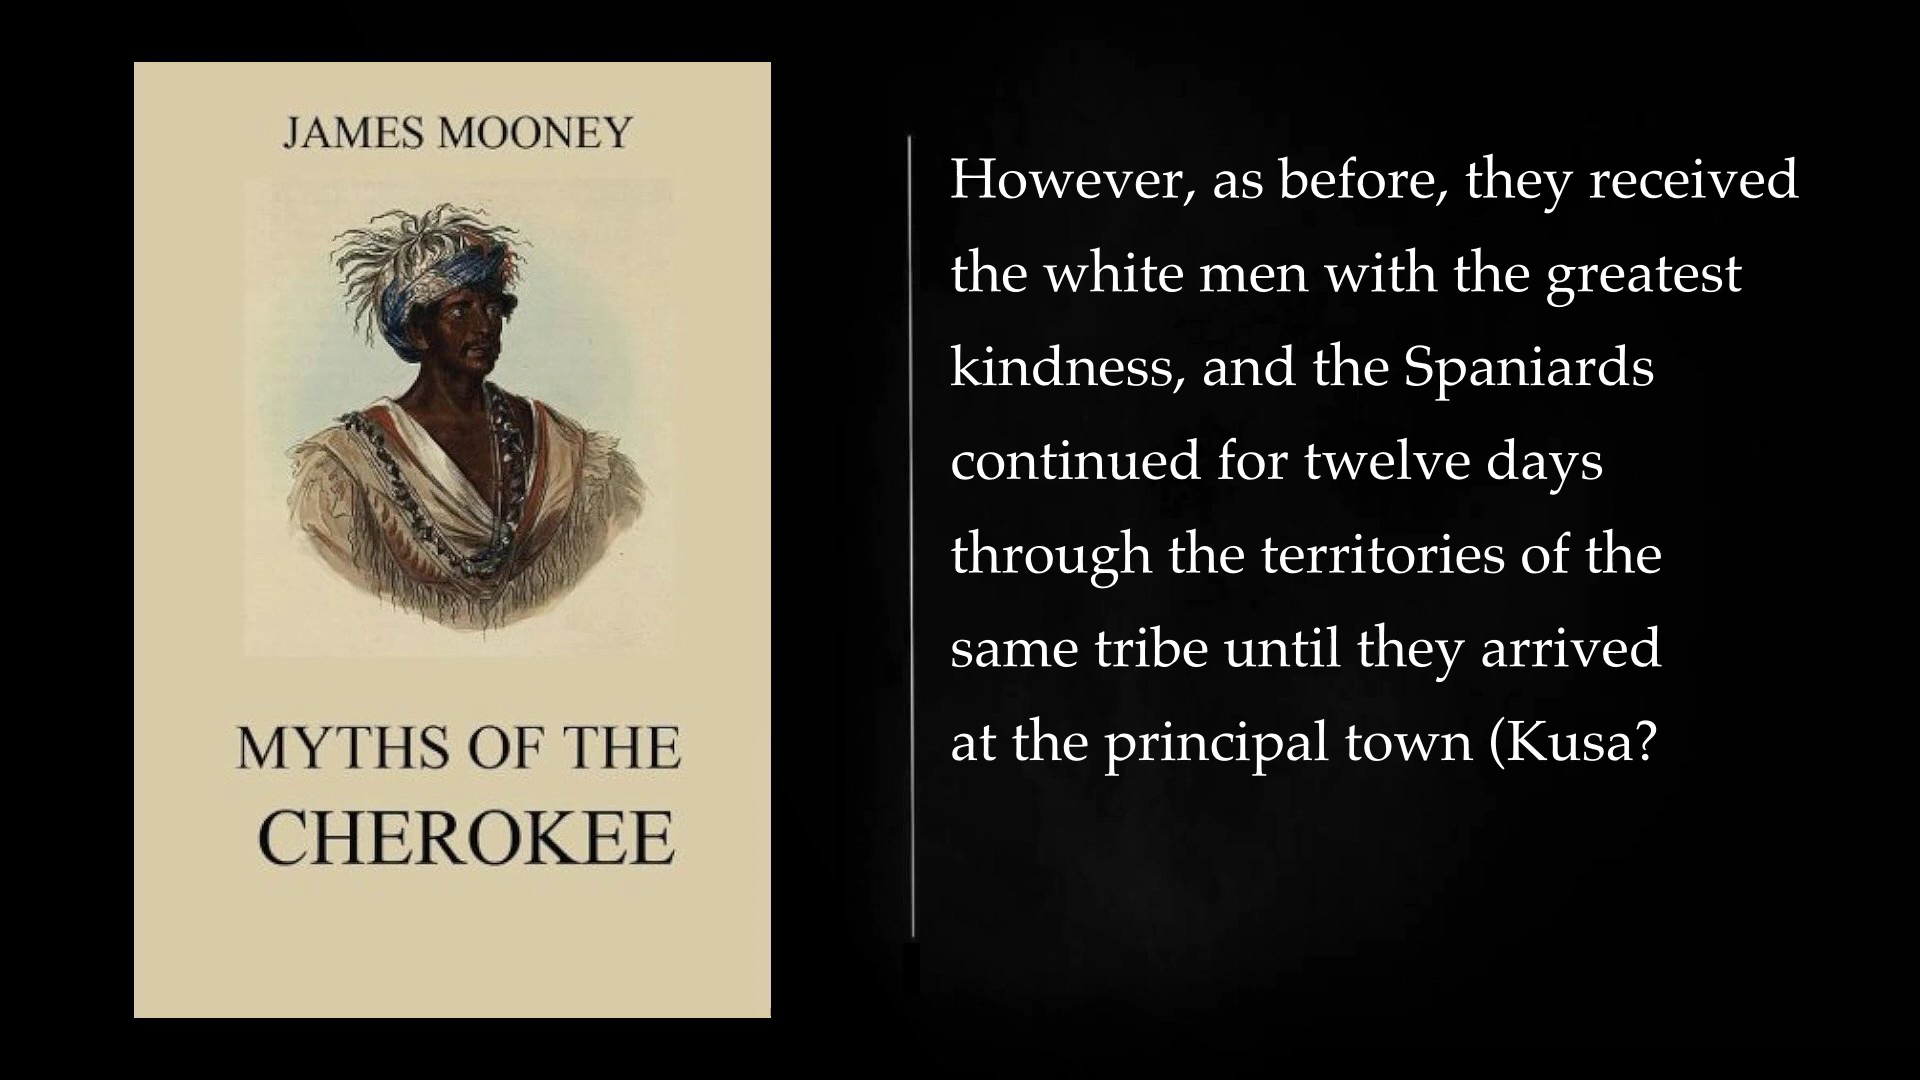 JAMES MOONEY
MYTHS OF THE
CHEROKEE
However, as before, they received
the white men with the greatest
kindness, and the Spaniards
continued for twelve days
through the territories of the
same tribe until they arrived
at the principal town (Kusa?